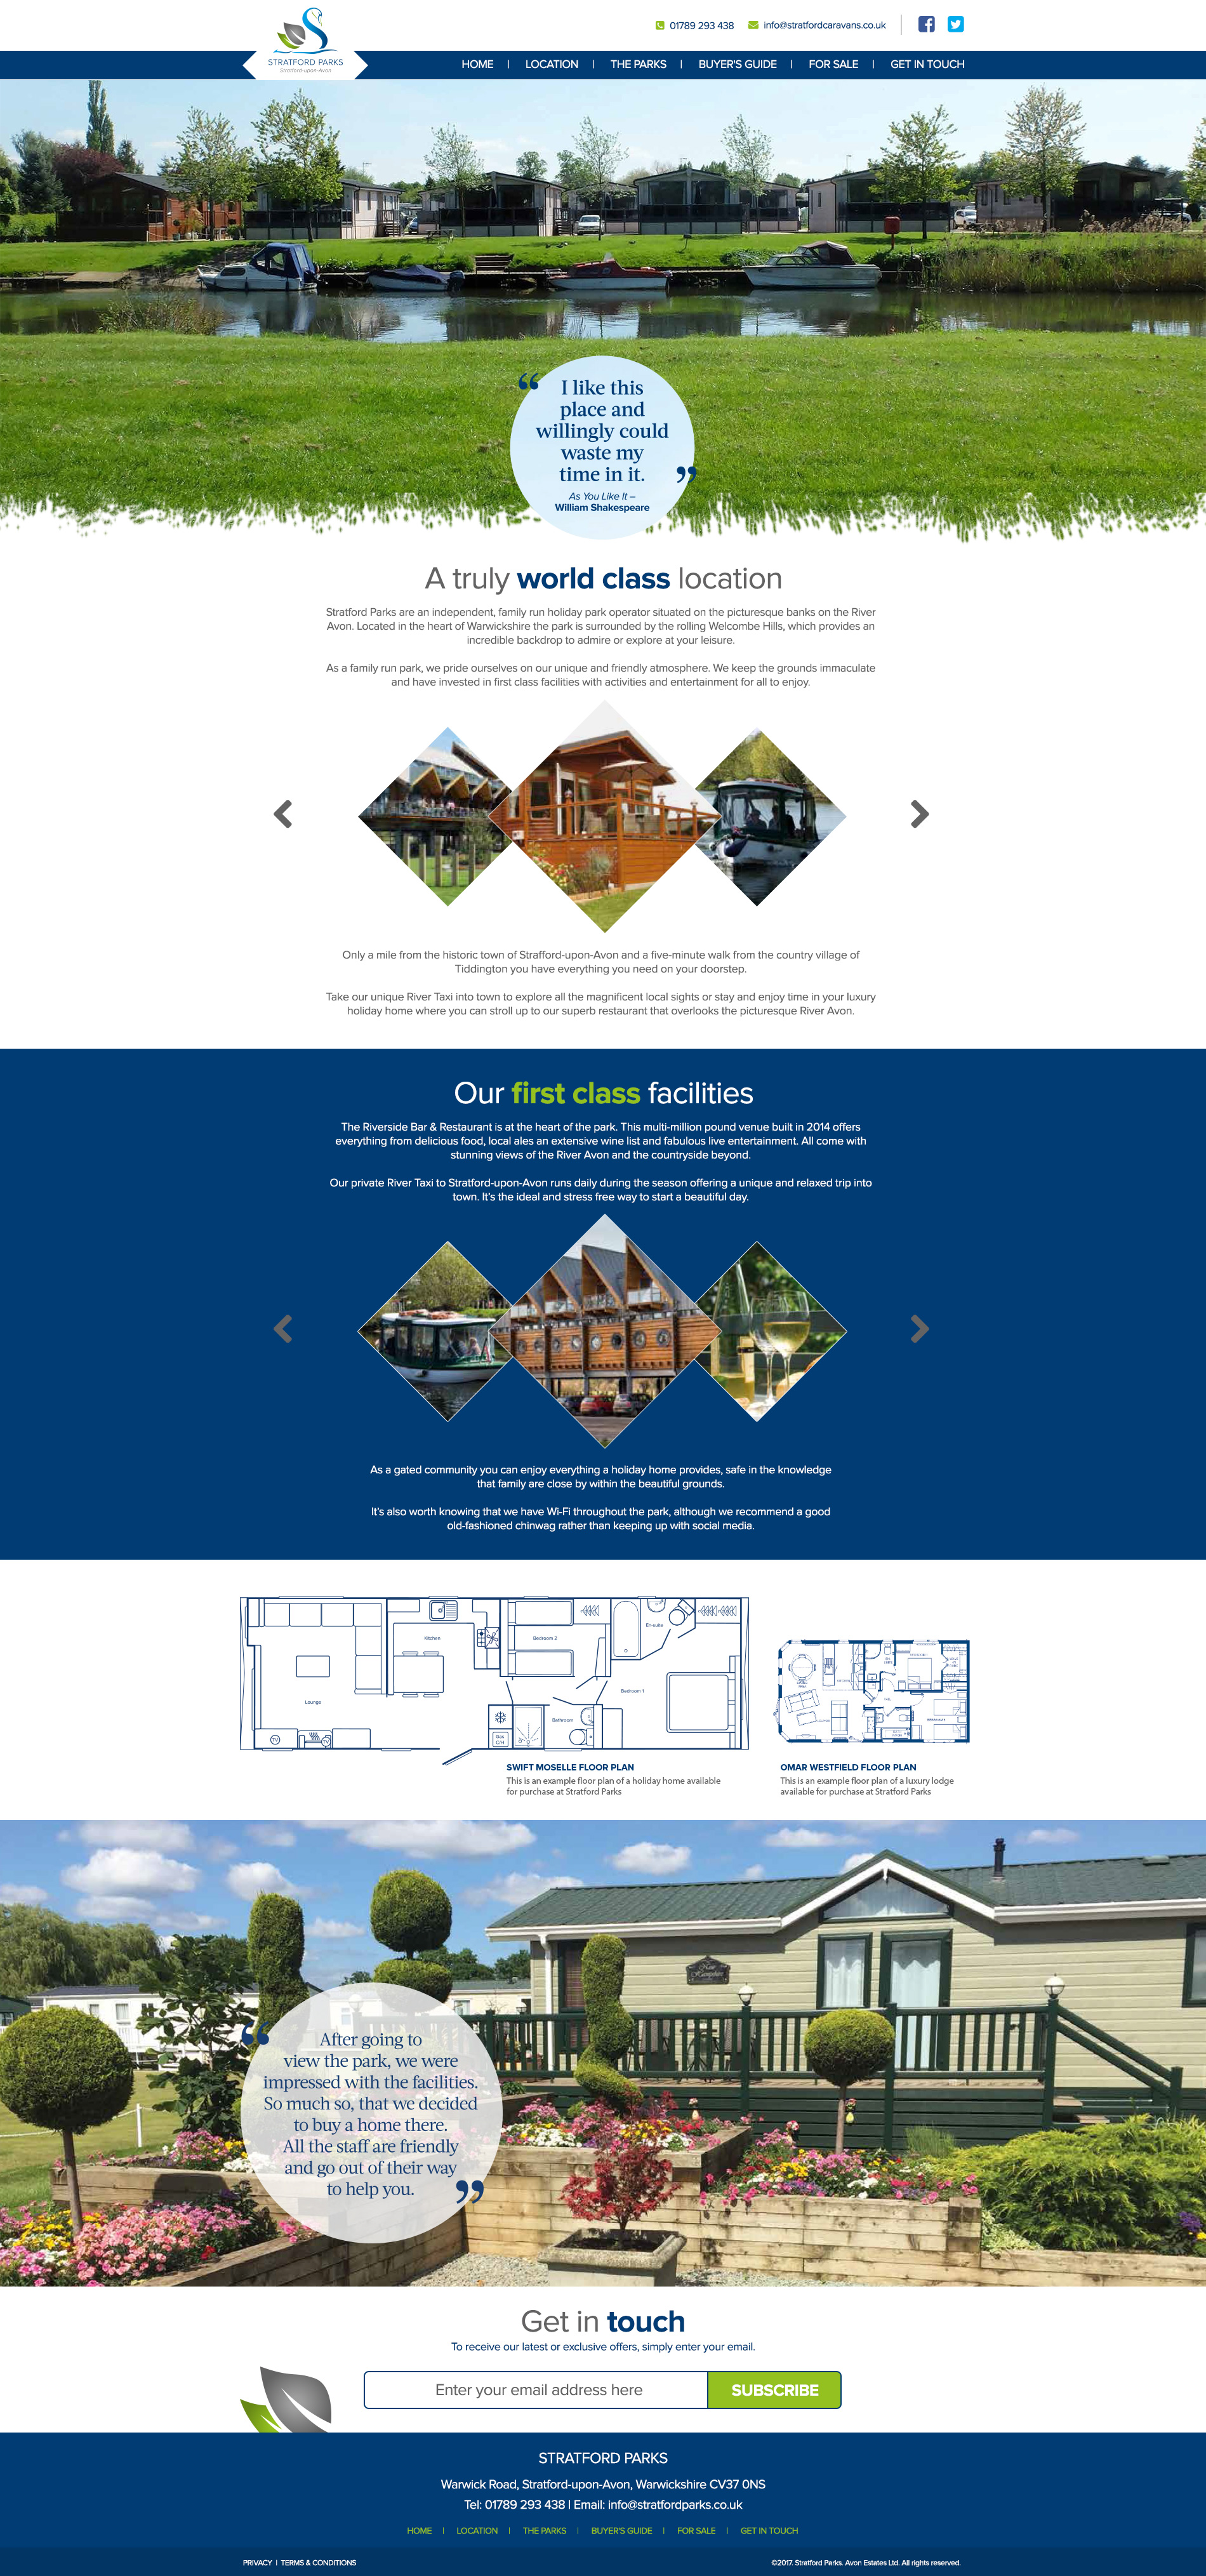 01789 293 438
info@stratfordcaravans.co.uk
STRATFORD PARKS
Stratford-upon-Avon
HOME | LOCATION | THE PARKS | BUYER'S GUIDE | FOR SALE | GET IN TOUCH
“ I like this
place and
willingly could
waste my
time in it. ”
As You Like It –
William Shakespeare
A truly world class location
Stratford Parks are an independent, family run holiday park operator situated on the picturesque banks on the River
Avon. Located in the heart of Warwickshire the park is surrounded by the rolling Welcombe Hills, which provides an
incredible backdrop to admire or explore at your leisure.
As a family run park, we pride ourselves on our unique and friendly atmosphere. We keep the grounds immaculate
and have invested in first class facilities with activities and entertainment for all to enjoy.
Only a mile from the historic town of Strafford-upon-Avon and a five-minute walk from the country village of
Tiddington you have everything you need on your doorstep.
Take our unique River Taxi into town to explore all the magnificent local sights or stay and enjoy time in your luxury
holiday home where you can stroll up to our superb restaurant that overlooks the picturesque River Avon.
Our first class facilities
The Riverside Bar & Restaurant is at the heart of the park. This multi-million pound venue built in 2014 offers
everything from delicious food, local ales an extensive wine list and fabulous live entertainment. All come with
stunning views of the River Avon and the countryside beyond.
Our private River Taxi to Stratford-upon-Avon runs daily during the season offering a unique and relaxed trip into
town. It's the ideal and stress free way to start a beautiful day.
As a gated community you can enjoy everything a holiday home provides, safe in the knowledge
that family are close by within the beautiful grounds.
It's also worth knowing that we have Wi-Fi throughout the park, although we recommend a good
old-fashioned chinwag rather than keeping up with social media.
En-suite
Kitchen
Bedroom 2
Bedroom 1
Lounge
Bathroom
TV
TV
Gas
C/H
SWIFT MOSELLE FLOOR PLAN
This is an example floor plan of a holiday home available
for purchase at Stratford Parks
OMAR WESTFIELD FLOOR PLAN
This is an example floor plan of a luxury lodge
available for purchase at Stratford Parks
New
Hampshire
“ After going to
view the park, we were
impressed with the facilities.
So much so, that we decided
to buy a home there.
All the staff are friendly
and go out of their way
to help you. ”
Get in touch
To receive our latest or exclusive offers, simply enter your email.
Enter your email address here
SUBSCRIBE
STRATFORD PARKS
Warwick Road, Stratford-upon-Avon, Warwickshire CV37 0NS
Tel: 01789 293 438 | Email: info@stratfordparks.co.uk
HOME | LOCATION | THE PARKS | BUYER'S GUIDE | FOR SALE | GET IN TOUCH
PRIVACY | TERMS & CONDITIONS
©2017. Stratford Parks. Avon Estates Ltd. All rights reserved.